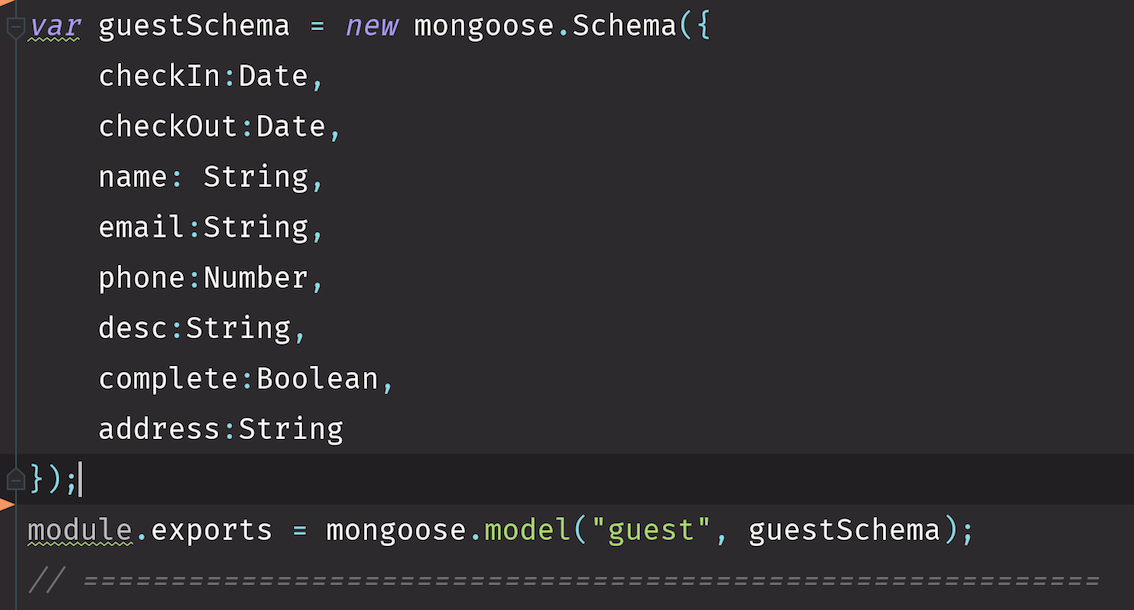 var guestSchema = new mongoose.Schema({
    checkIn:Date,
    checkOut:Date,
    name: String,
    email:String,
    phone:Number,
    desc:String,
    complete:Boolean,
    address:String
});
module.exports = mongoose.model("guest", guestSchema);
// ==========================================================